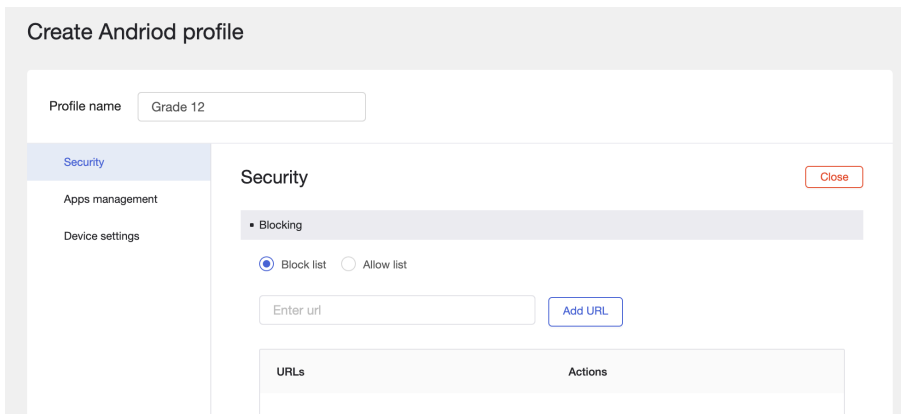 Create Andriod profile
Profile name Grade 12
Security
Apps management
Device settings
Security Close
Blocking
Block list Allow list
Enter url Add URL
URLs Actions